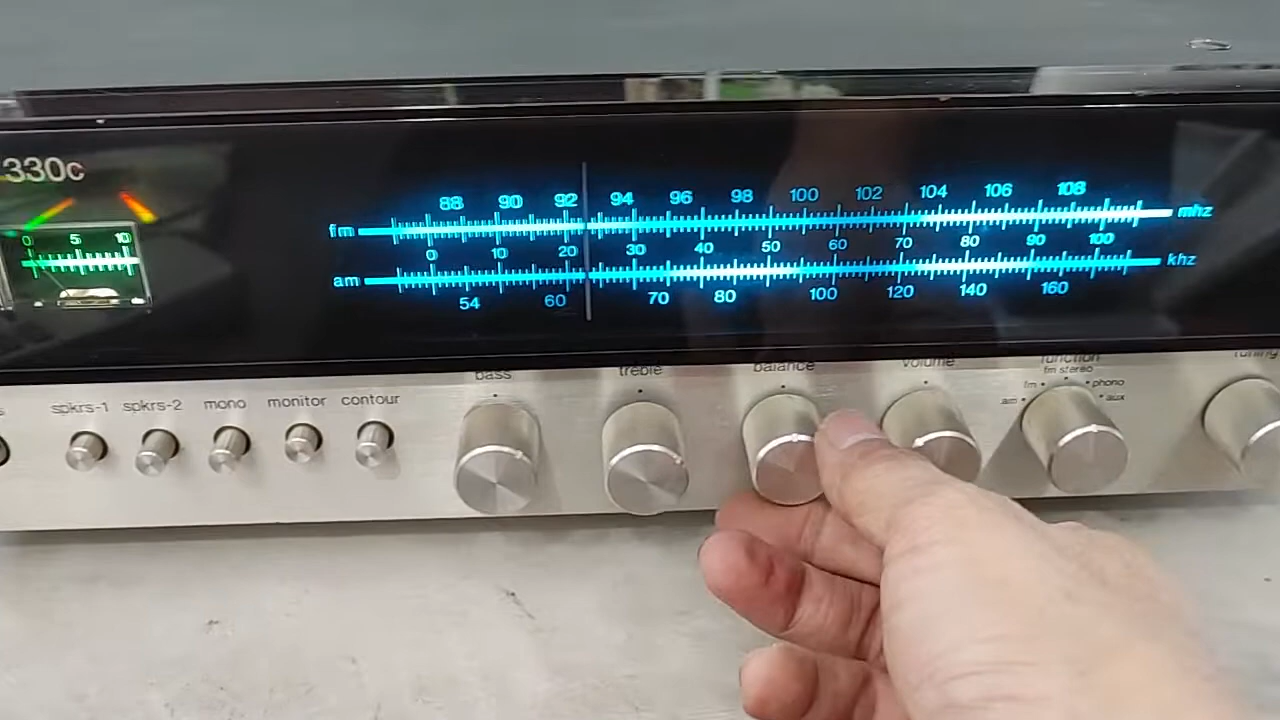 330c
0 5 10
88 90 92 94 96 98 100 102 104 106 108
fm mhz
0 10 20 30 40 50 60 70 80 90 100
am khz
54 60 70 80 100 120 140 160
bass treble balance volume function tuning
fm stereo
fm phono
am aux
spkrs-1 spkrs-2 mono monitor contour